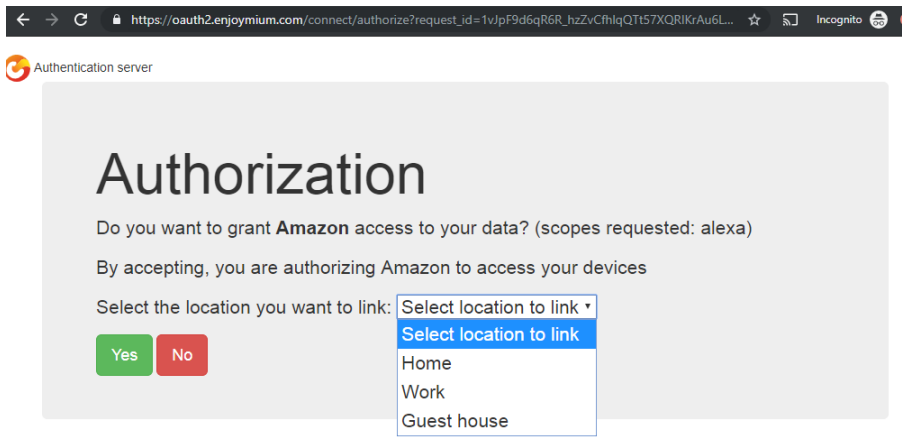 https://oauth2.enjoymium.com/connect/authorize?request_id=1vJpF9d6qR6R_hzZvCfhlqQTt57XQRlKrAu6L... Incognito
Authentication server
Authorization
Do you want to grant Amazon access to your data? (scopes requested: alexa)
By accepting, you are authorizing Amazon to access your devices
Select the location you want to link: Select location to link
Select location to link
Yes No
Home
Work
Guest house